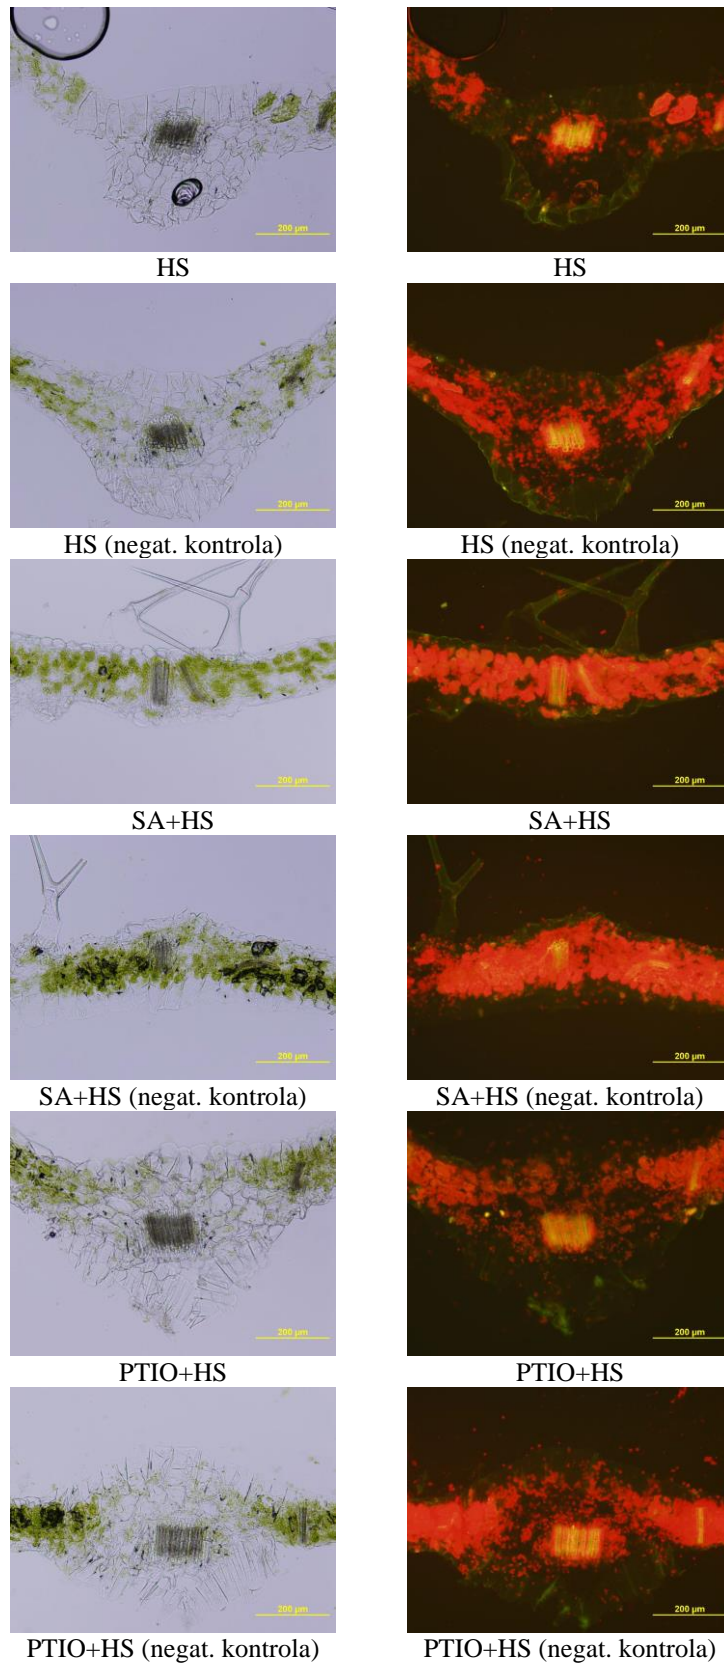 200 µm 200 µm
HS HS
200 µm 200 µm
HS (negat. kontrola) HS (negat. kontrola)
200 µm 200 µm
SA+HS SA+HS
200 µm 200 µm
SA+HS (negat. kontrola) SA+HS (negat. kontrola)
200 µm 200 µm
PTIO+HS PTIO+HS
200 µm 200 µm
PTIO+HS (negat. kontrola) PTIO+HS (negat. kontrola)